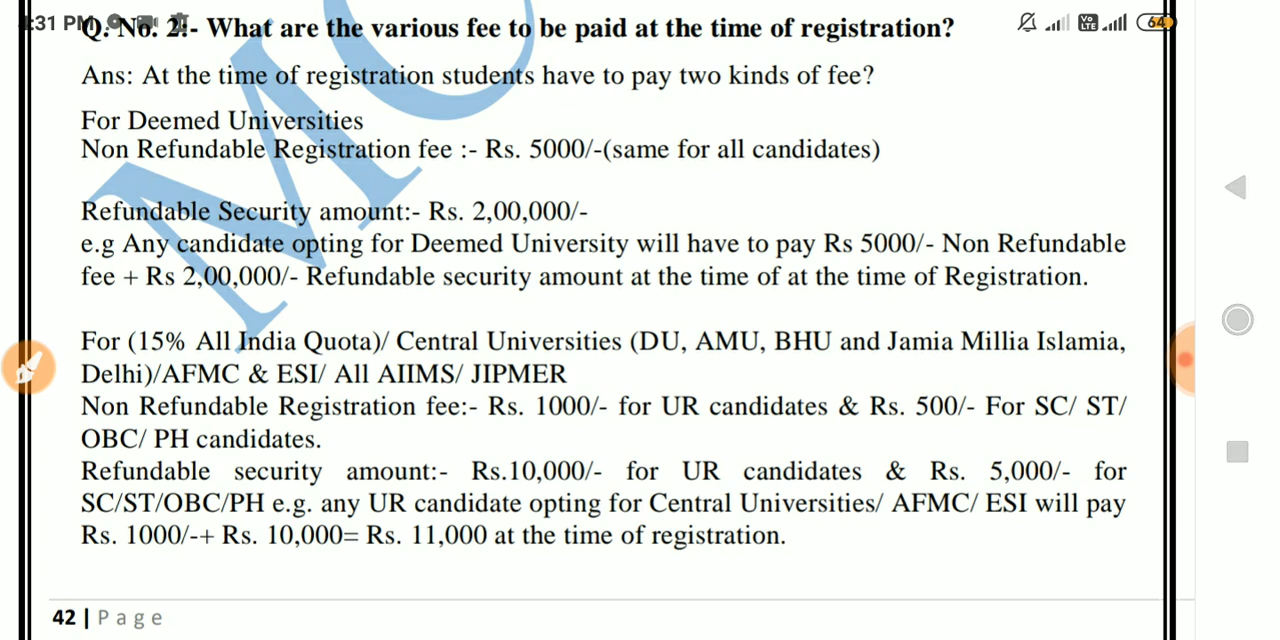 :31 PM
64
Q. No. 2:- What are the various fee to be paid at the time of registration?
Ans: At the time of registration students have to pay two kinds of fee?
For Deemed Universities
Non Refundable Registration fee :- Rs. 5000/-(same for all candidates)
Refundable Security amount:- Rs. 2,00,000/-
e.g Any candidate opting for Deemed University will have to pay Rs 5000/- Non Refundable
fee + Rs 2,00,000/- Refundable security amount at the time of at the time of Registration.
For (15% All India Quota)/ Central Universities (DU, AMU, BHU and Jamia Millia Islamia,
Delhi)/AFMC & ESI/ All AIIMS/ JIPMER
Non Refundable Registration fee:- Rs. 1000/- for UR candidates & Rs. 500/- For SC/ ST/
OBC/ PH candidates.
Refundable security amount:- Rs.10,000/- for UR candidates & Rs. 5,000/- for
SC/ST/OBC/PH e.g. any UR candidate opting for Central Universities/ AFMC/ ESI will pay
Rs. 1000/-+ Rs. 10,000= Rs. 11,000 at the time of registration.
42 | Page